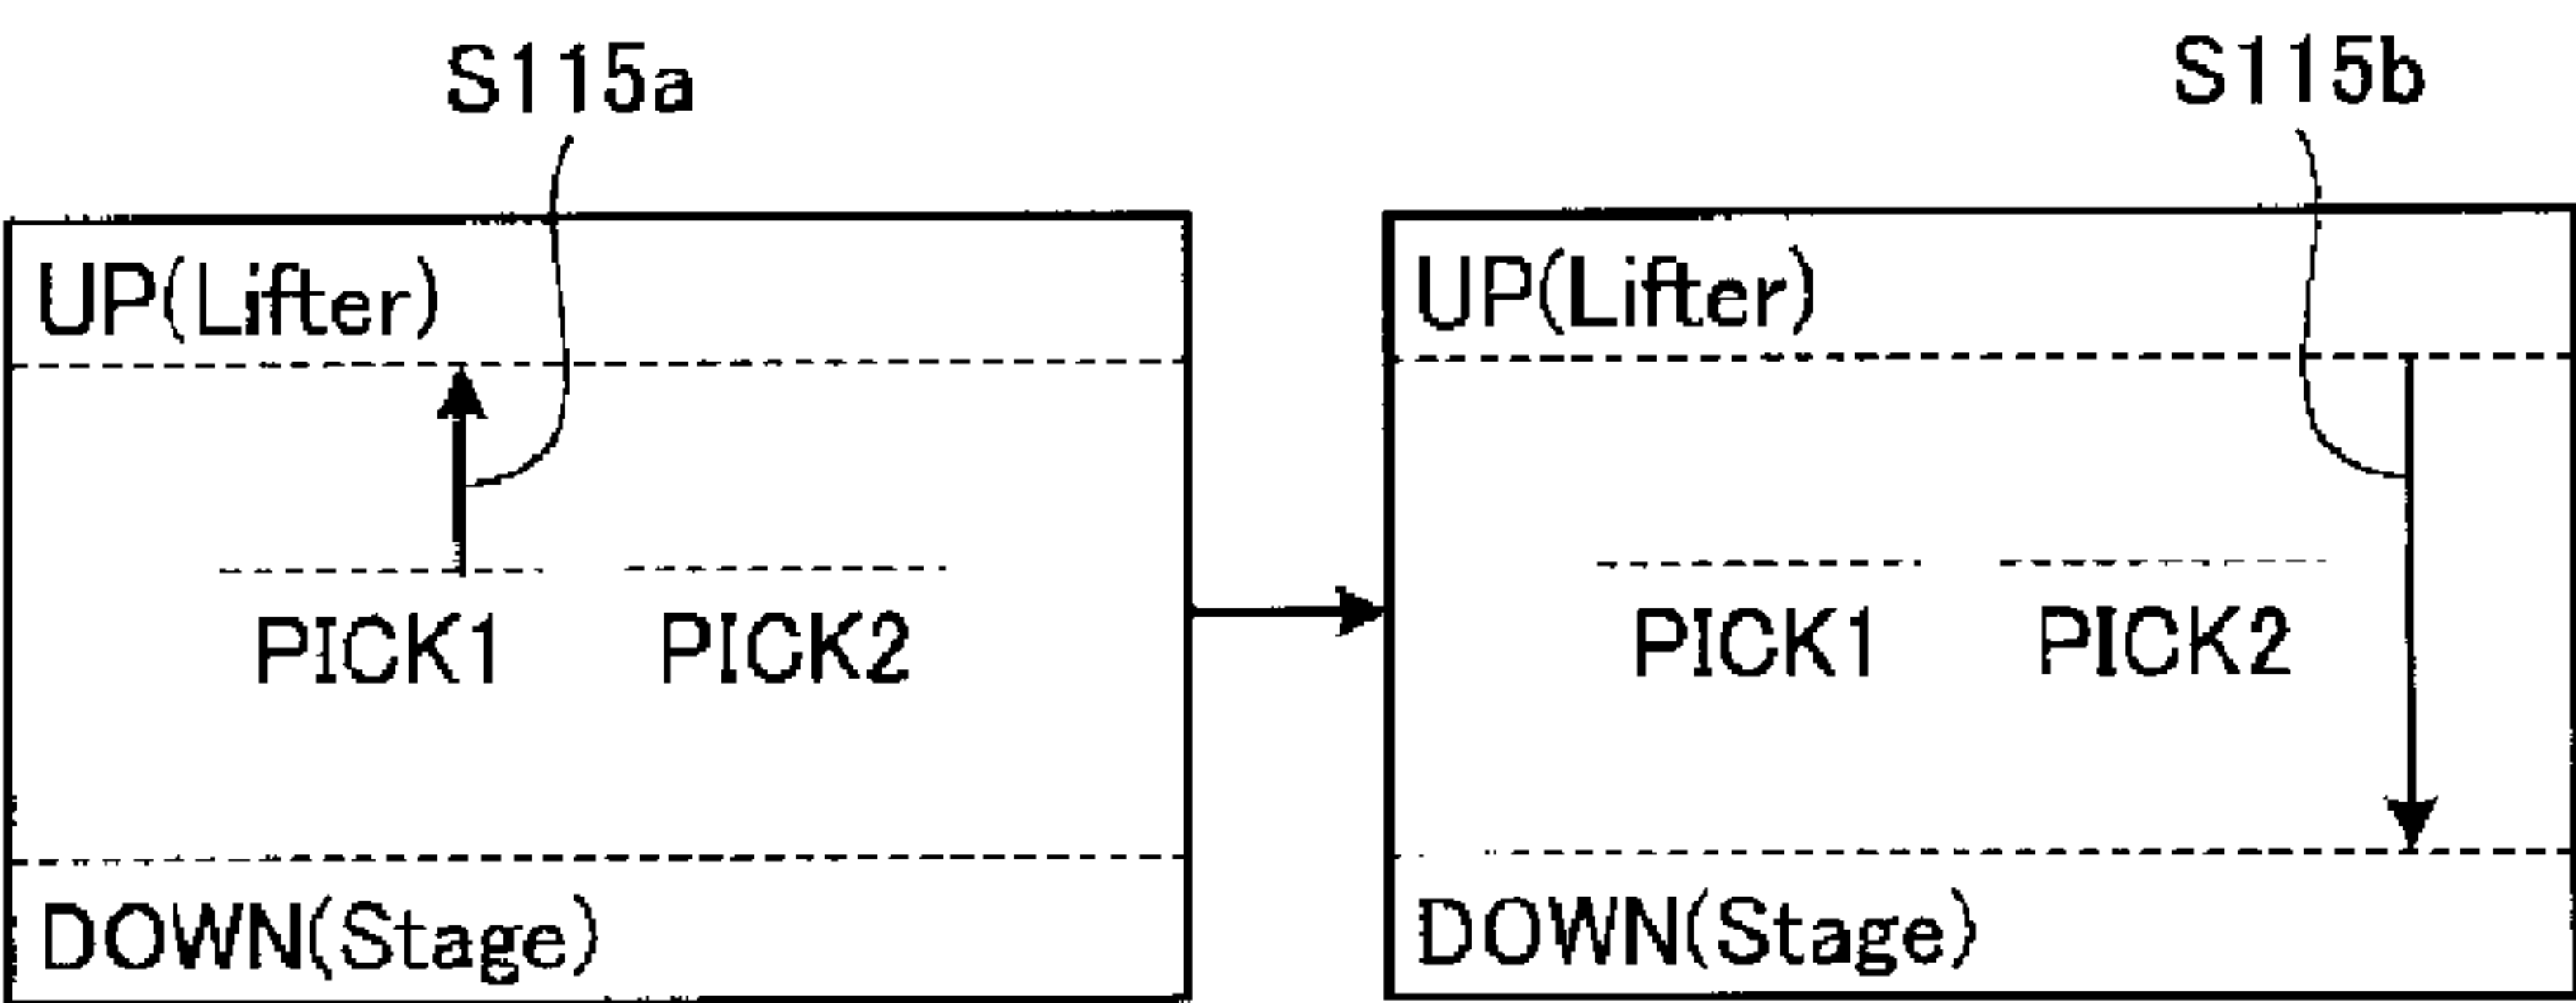 S115a
S115b
UP(Lifter)
PICK1 PICK2
DOWN(Stage)
UP(Lifter)
PICK1 PICK2
DOWN(Stage)